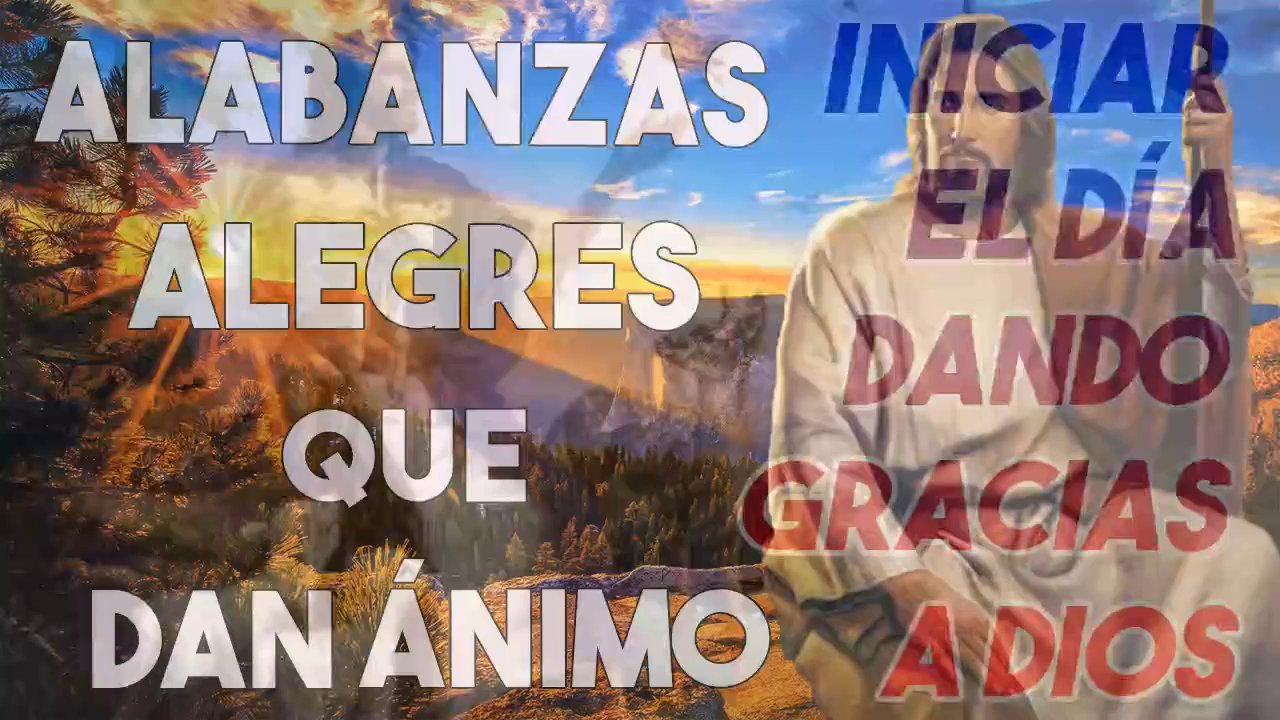 ALABANZAS
ALEGRES
QUE
DAN ÁNIMO
INICIAR
EL DÍA
DANDO
GRACIAS
A DIOS